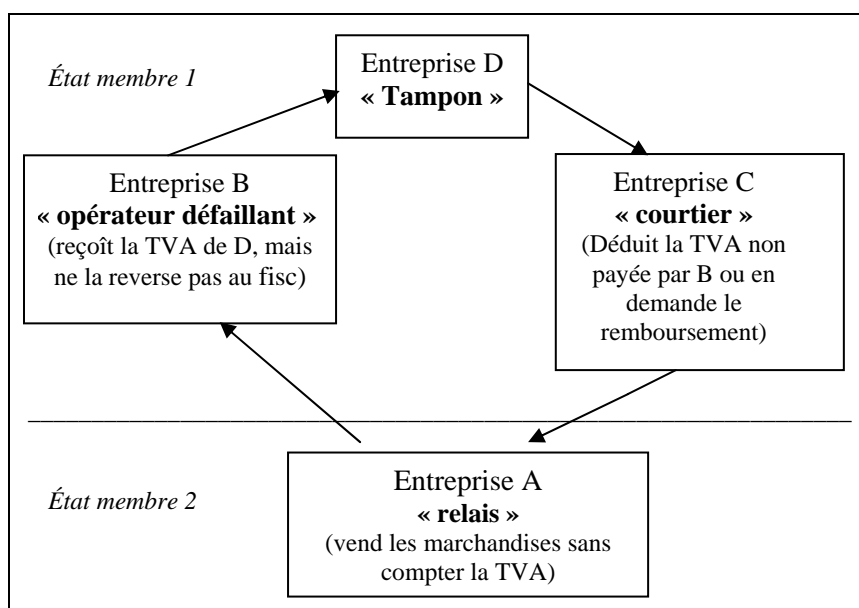 État membre 1
Entreprise D
« Tampon »
Entreprise B
« opérateur défaillant »
(reçoit la TVA de D, mais
ne la reverse pas au fisc)
Entreprise C
« courtier »
(Déduit la TVA non
payée par B ou en
demande le
remboursement)
État membre 2
Entreprise A
« relais »
(vend les marchandises sans
compter la TVA)